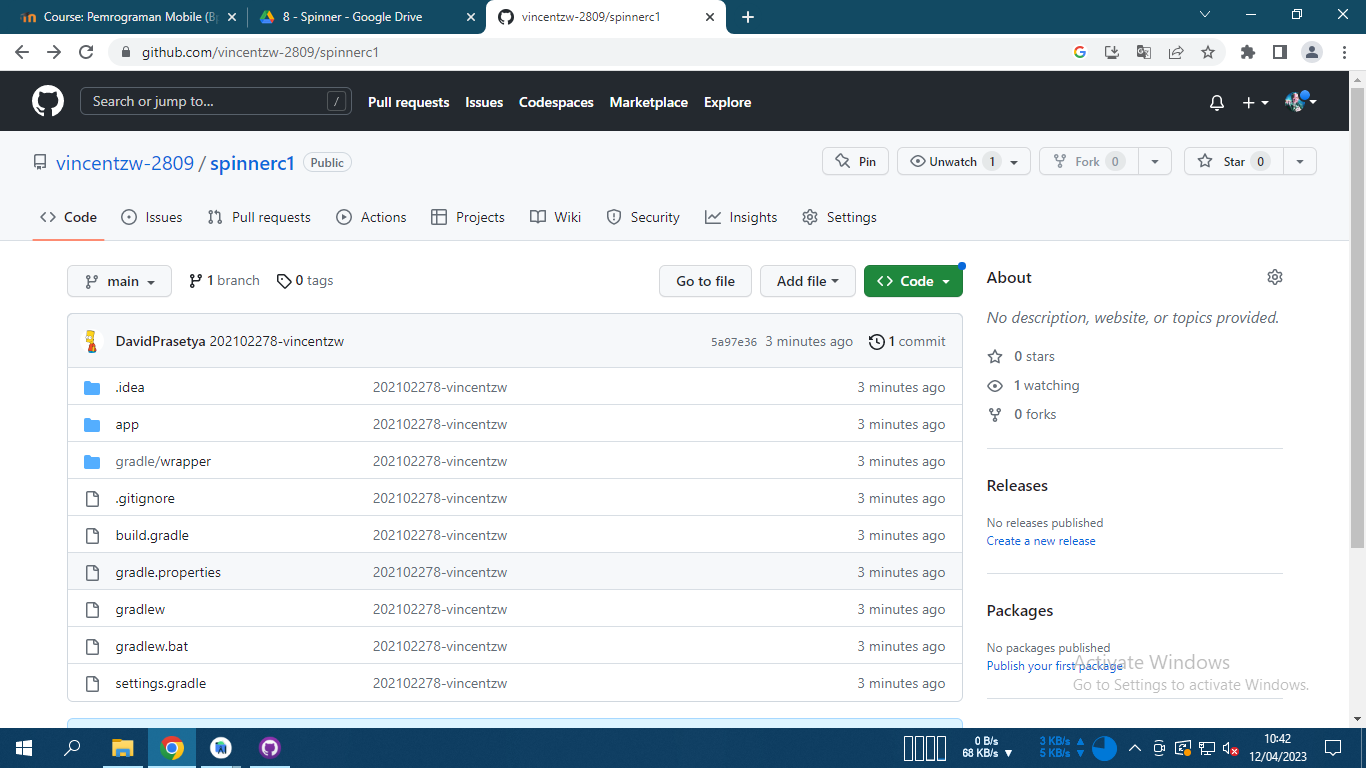 Course: Pemrograman Mobile (B
8 - Spinner - Google Drive
vincentzw-2809/spinnerc1
github.com/vincentzw-2809/spinnerc1
Search or jump to...
/
Pull requests
Issues
Codespaces
Marketplace
Explore
vincentzw-2809 / spinnerc1
Public
Pin
Unwatch 1
Fork 0
Star 0
Code
Issues
Pull requests
Actions
Projects
Wiki
Security
Insights
Settings
main
1 branch
0 tags
Go to file
Add file
Code
DavidPrasetya 202102278-vincentzw
5a97e36 3 minutes ago
1 commit
.idea 202102278-vincentzw 3 minutes ago
app 202102278-vincentzw 3 minutes ago
gradle/wrapper 202102278-vincentzw 3 minutes ago
.gitignore 202102278-vincentzw 3 minutes ago
build.gradle 202102278-vincentzw 3 minutes ago
gradle.properties 202102278-vincentzw 3 minutes ago
gradlew 202102278-vincentzw 3 minutes ago
gradlew.bat 202102278-vincentzw 3 minutes ago
settings.gradle 202102278-vincentzw 3 minutes ago
About
No description, website, or topics provided.
0 stars
1 watching
0 forks
Releases
No releases published
Create a new release
Packages
No packages published
Publish your first package
Activate Windows
Go to Settings to activate Windows.
0 B/s
68 KB/s
3 KB/s
5 KB/s
10:42
12/04/2023